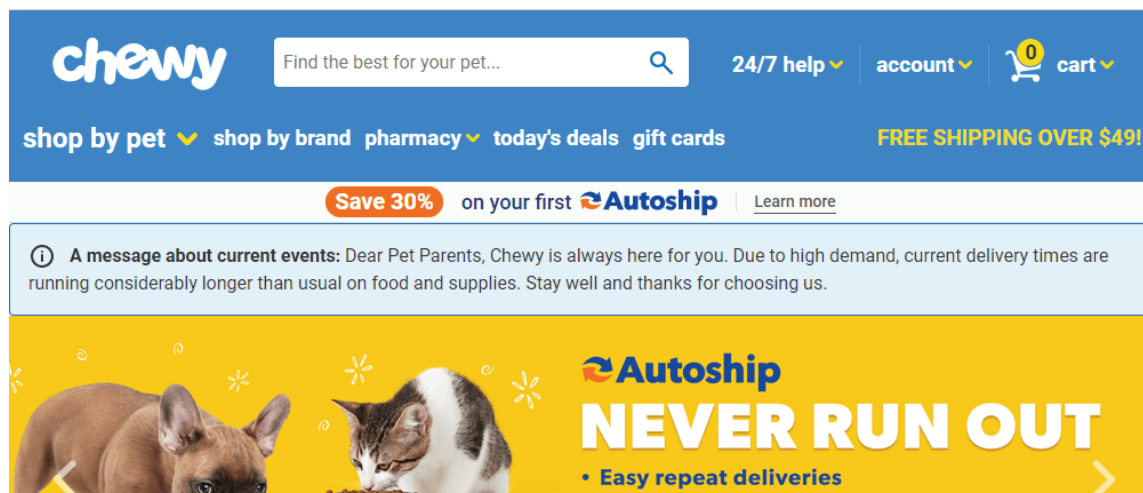 chewy
Find the best for your pet...
24/7 help
account
0
cart
shop by pet
shop by brand
pharmacy
today's deals
gift cards
FREE SHIPPING OVER $49!
Save 30% on your first Autoship
Learn more
A message about current events: Dear Pet Parents, Chewy is always here for you. Due to high demand, current delivery times are
running considerably longer than usual on food and supplies. Stay well and thanks for choosing us.
Autoship
NEVER RUN OUT
• Easy repeat deliveries